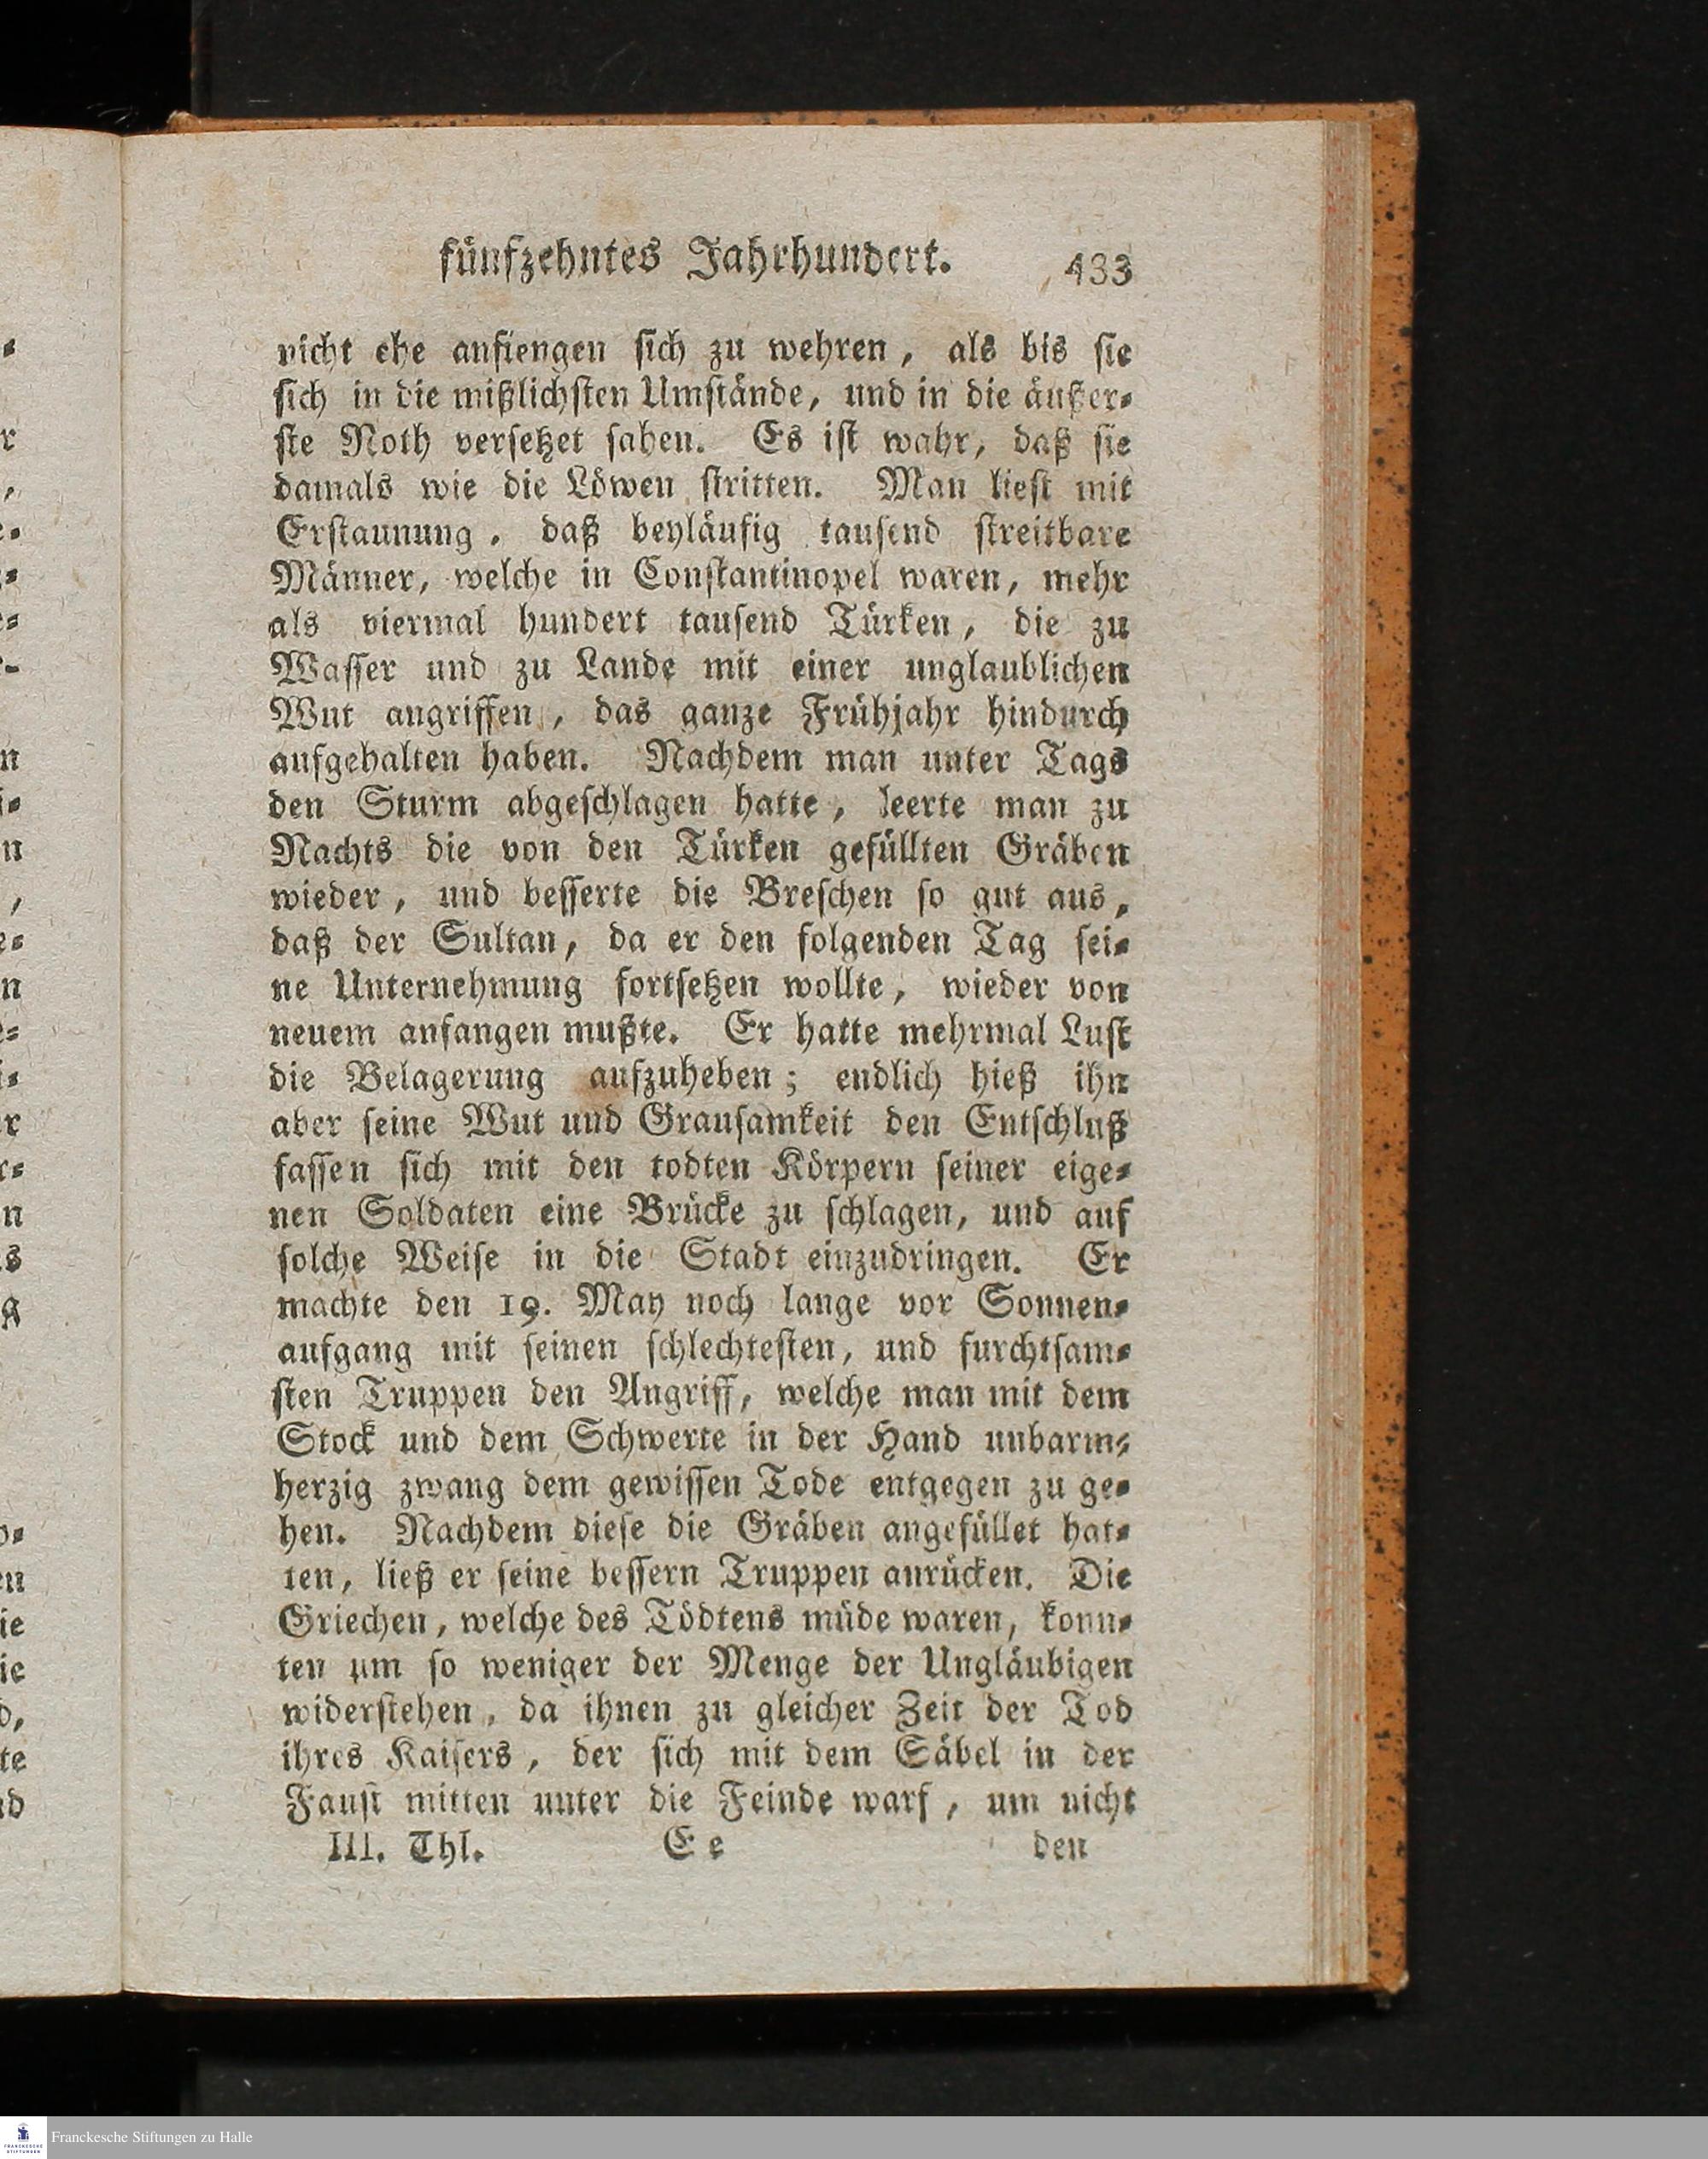 fünfzehntes Jahrhundert. 433
nicht ehe anfiengen sich zu wehren, als bis sie
sich in die mißlichsten Umstände, und in die äußer-
ste Noth versetzet sahen. Es ist wahr, daß sie
damals wie die Löwen stritten. Man liest mit
Erstaunung, daß beyläufig tausend streitbare
Männer, welche in Constantinopel waren, mehr
als viermal hundert tausend Türken, die zu
Wasser und zu Lande mit einer unglaublichen
Wut angriffen, das ganze Frühjahr hindurch
aufgehalten haben. Nachdem man unter Tags
den Sturm abgeschlagen hatte, leerte man zu
Nachts die von den Türken gefüllten Gräben
wieder, und besserte die Breschen so gut aus,
daß der Sultan, da er den folgenden Tag sei-
ne Unternehmung fortsetzen wollte, wieder von
neuem anfangen mußte. Er hatte mehrmal Lust
die Belagerung aufzuheben; endlich hieß ihn
aber seine Wut und Grausamkeit den Entschluß
fassen sich mit den todten Körpern seiner eige-
nen Soldaten eine Brücke zu schlagen, und auf
solche Weise in die Stadt einzudringen. Er
machte den 19. May noch lange vor Sonnen-
aufgang mit seinen schlechtesten, und furchtsam-
sten Truppen den Angriff, welche man mit dem
Stock und dem Schwerte in der Hand unbarm-
herzig zwang dem gewissen Tode entgegen zu ge-
hen. Nachdem diese die Gräben angefüllet hat-
ten, ließ er seine bessern Truppen anrücken. Die
Griechen, welche des Tödtens müde waren, konn-
ten um so weniger der Menge der Ungläubigen
widerstehen, da ihnen zu gleicher Zeit der Tod
ihres Kaisers, der sich mit dem Säbel in der
Faust mitten unter die Feinde warf, um nicht
III. Thl. Ee den
Franckesche Stiftungen zu Halle